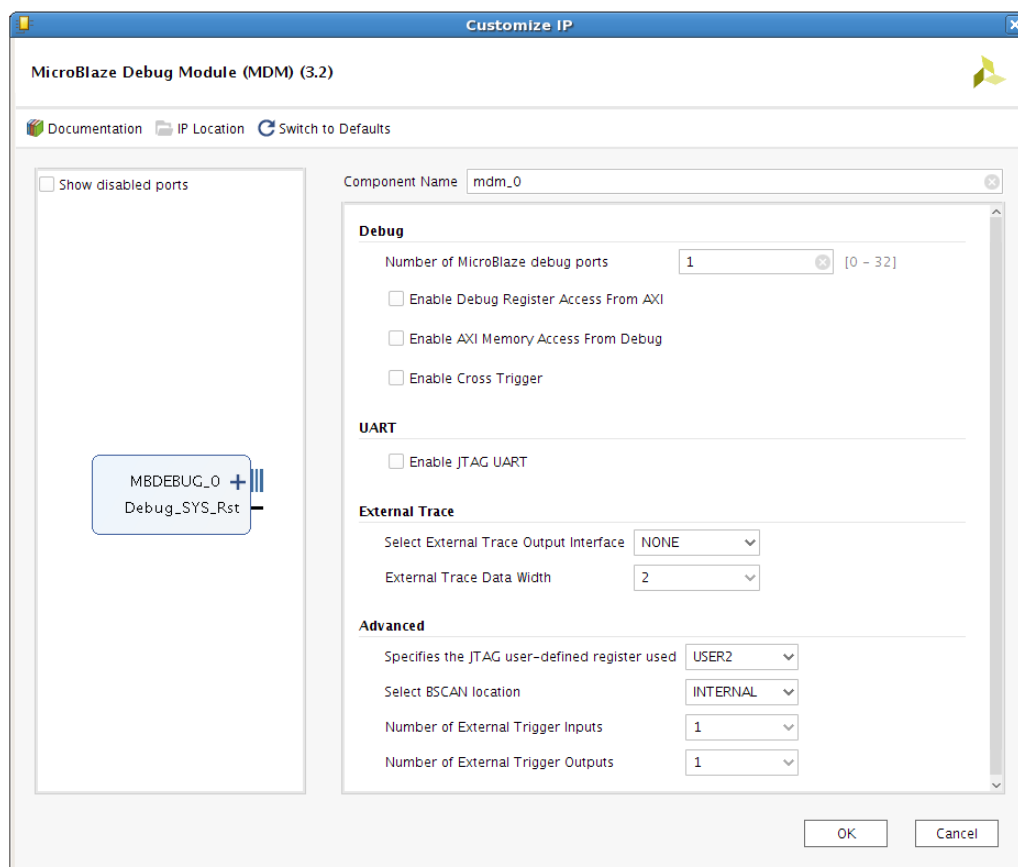 Customize IP
MicroBlaze Debug Module (MDM) (3.2)
Documentation IP Location Switch to Defaults
Show disabled ports
Component Name mdm_0
Debug
Number of MicroBlaze debug ports 1 [0 - 32]
Enable Debug Register Access From AXI
Enable AXI Memory Access From Debug
Enable Cross Trigger
UART
MBDEBUG_0
Enable JTAG UART
Debug_SYS_Rst
External Trace
Select External Trace Output Interface NONE
External Trace Data Width 2
Advanced
Specifies the JTAG user-defined register used USER2
Select BSCAN location INTERNAL
Number of External Trigger Inputs 1
Number of External Trigger Outputs 1
OK Cancel